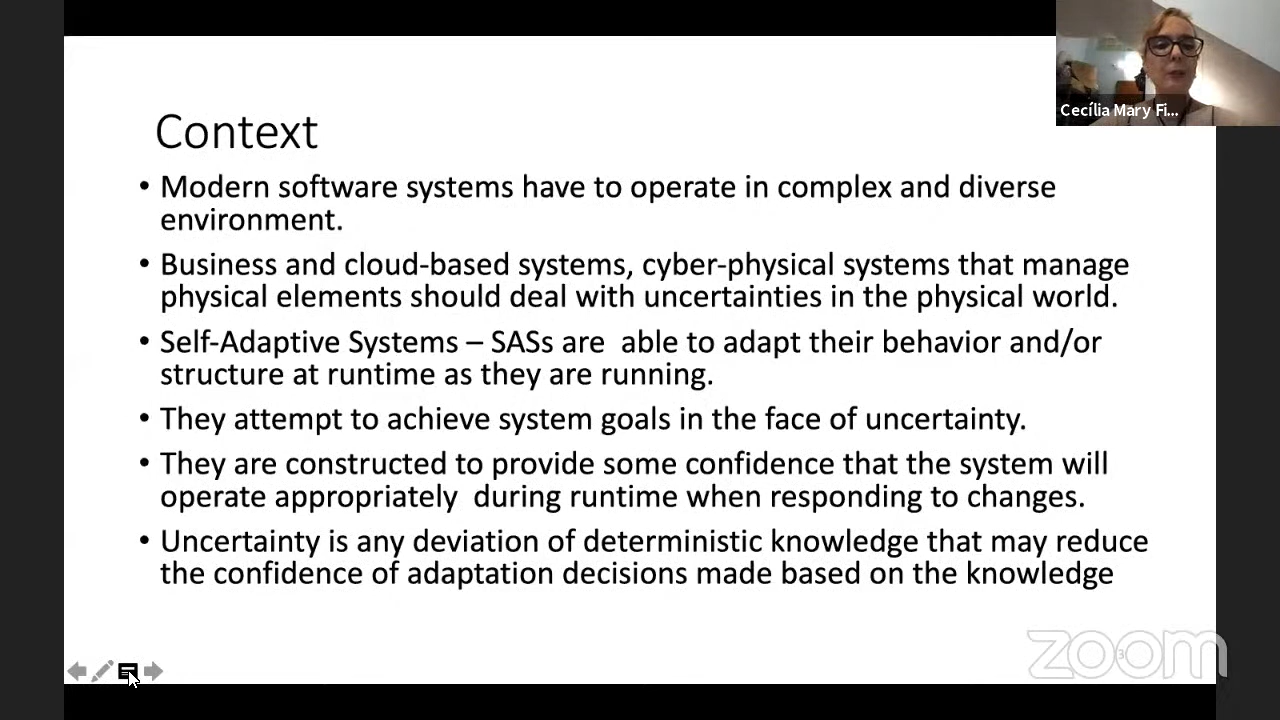 Cecília Mary Fi...
Context
• Modern software systems have to operate in complex and diverse
environment.
• Business and cloud-based systems, cyber-physical systems that manage
physical elements should deal with uncertainties in the physical world.
• Self-Adaptive Systems – SASs are  able to adapt their behavior and/or
structure at runtime as they are running.
• They attempt to achieve system goals in the face of uncertainty.
• They are constructed to provide some confidence that the system will
operate appropriately  during runtime when responding to changes.
• Uncertainty is any deviation of deterministic knowledge that may reduce
the confidence of adaptation decisions made based on the knowledge
zoom
3